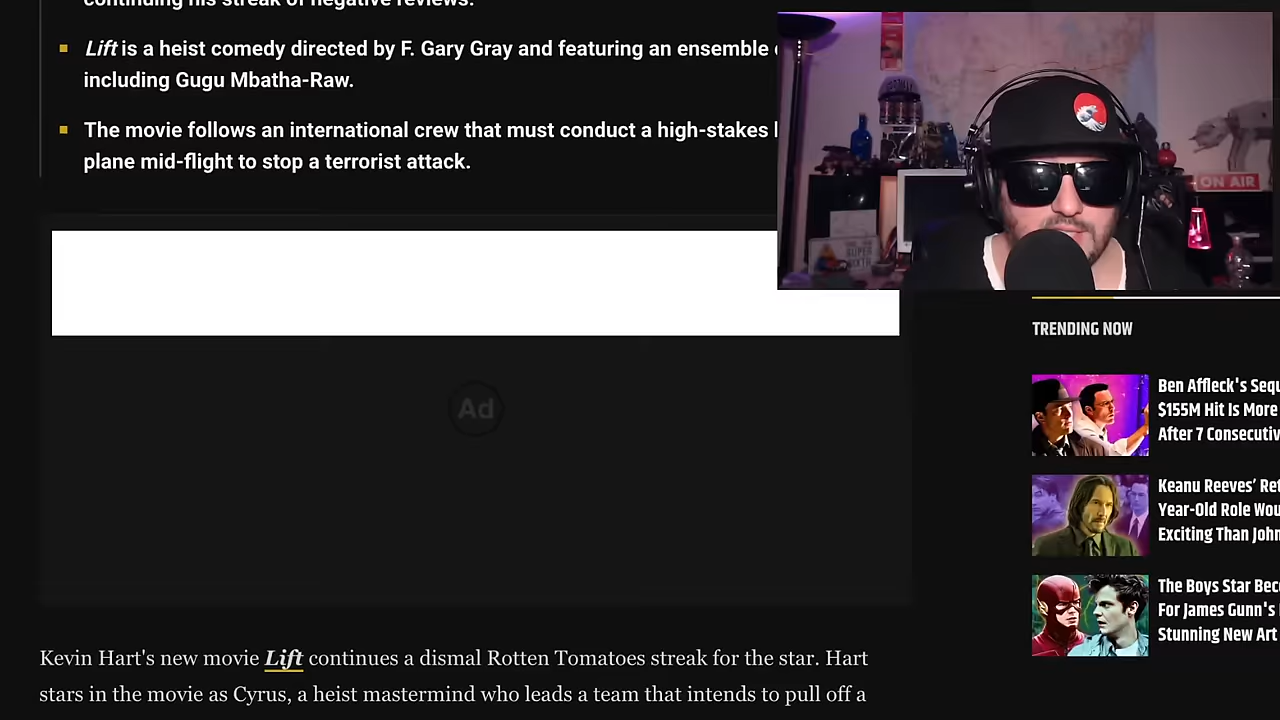 continuing his streak of negative reviews.
Lift is a heist comedy directed by F. Gary Gray and featuring an ensemble
including Gugu Mbatha-Raw.
The movie follows an international crew that must conduct a high-stakes
plane mid-flight to stop a terrorist attack.
ON AIR
Ad
TRENDING NOW
Ben Affleck's
$155M Hit Is More
After 7
Keanu Reeves'
Year-Old Role
Exciting Than
The Boys Star
For James Gunn's
Stunning New Art
Kevin Hart's new movie Lift continues a dismal Rotten Tomatoes streak for the star. Hart
stars in the movie as Cyrus, a heist mastermind who leads a team that intends to pull off a